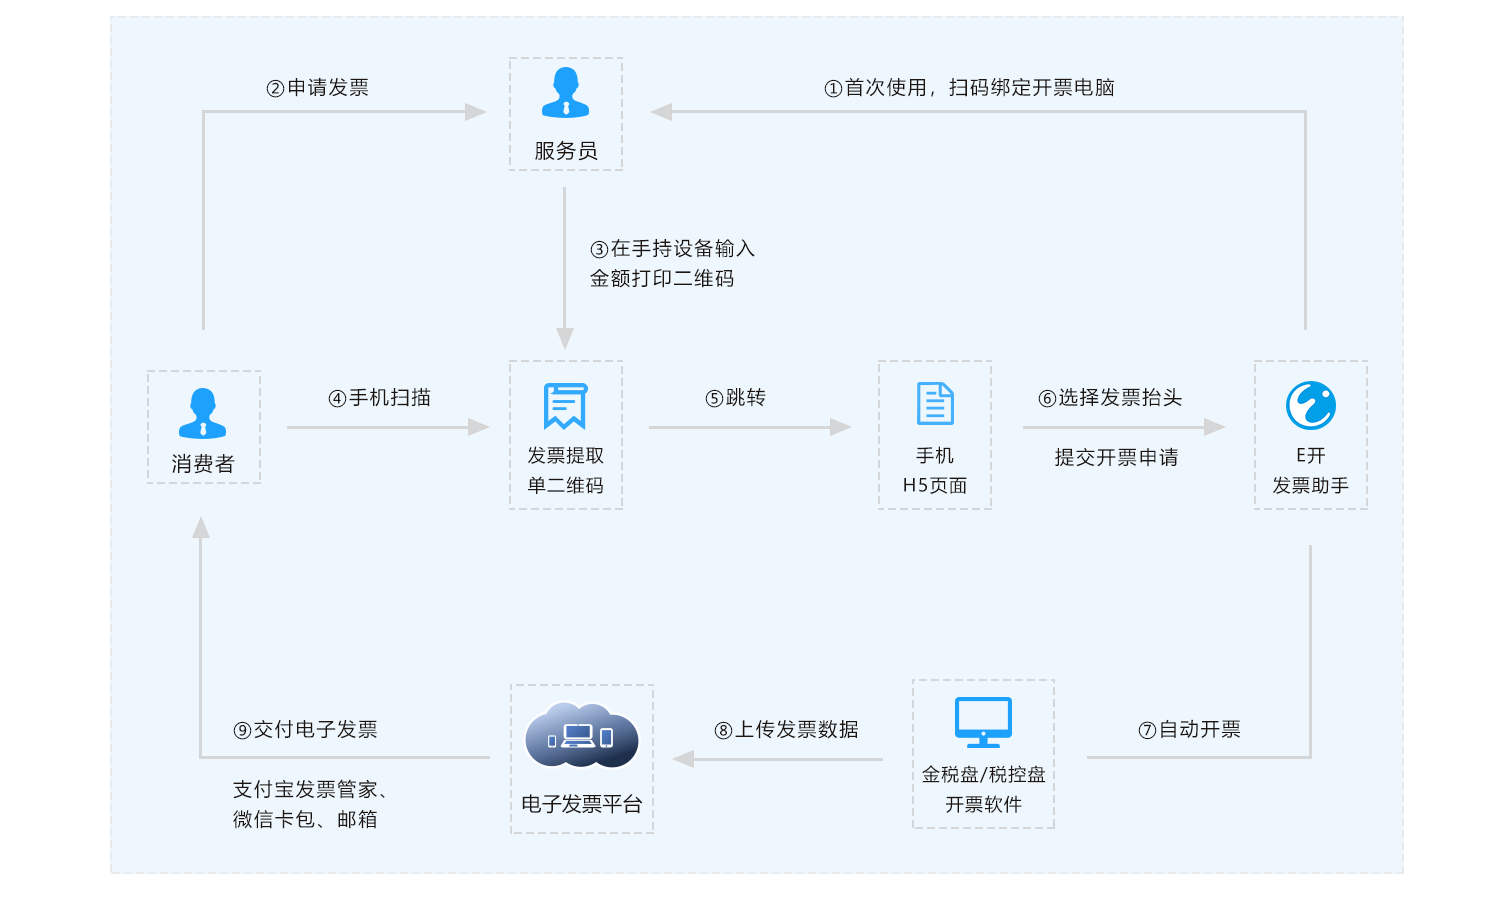 ②申请发票
①首次使用，扫码绑定开票电脑
服务员
③在手持设备输入
金额打印二维码
④手机扫描
⑤跳转
⑥选择发票抬头
提交开票申请
消费者
发票提取
单二维码
手机
H5页面
E开
发票助手
⑨交付电子发票
支付宝发票管家、
微信卡包、邮箱
电子发票平台
⑧上传发票数据
金税盘/税控盘
开票软件
⑦自动开票